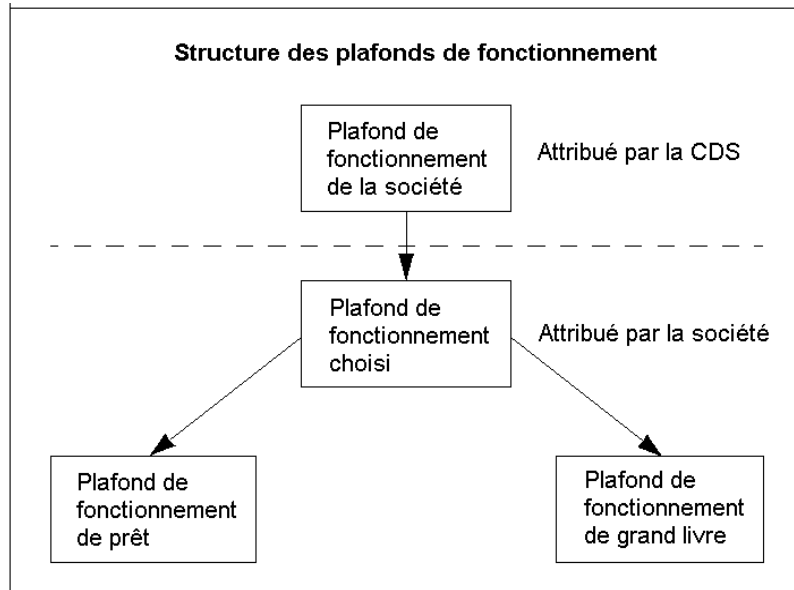 Structure des plafonds de fonctionnement
Plafond de
fonctionnement
de la société
Attribué par la CDS
Plafond de
fonctionnement
choisi
Attribué par la société
Plafond de
fonctionnement
de prêt
Plafond de
fonctionnement
de grand livre